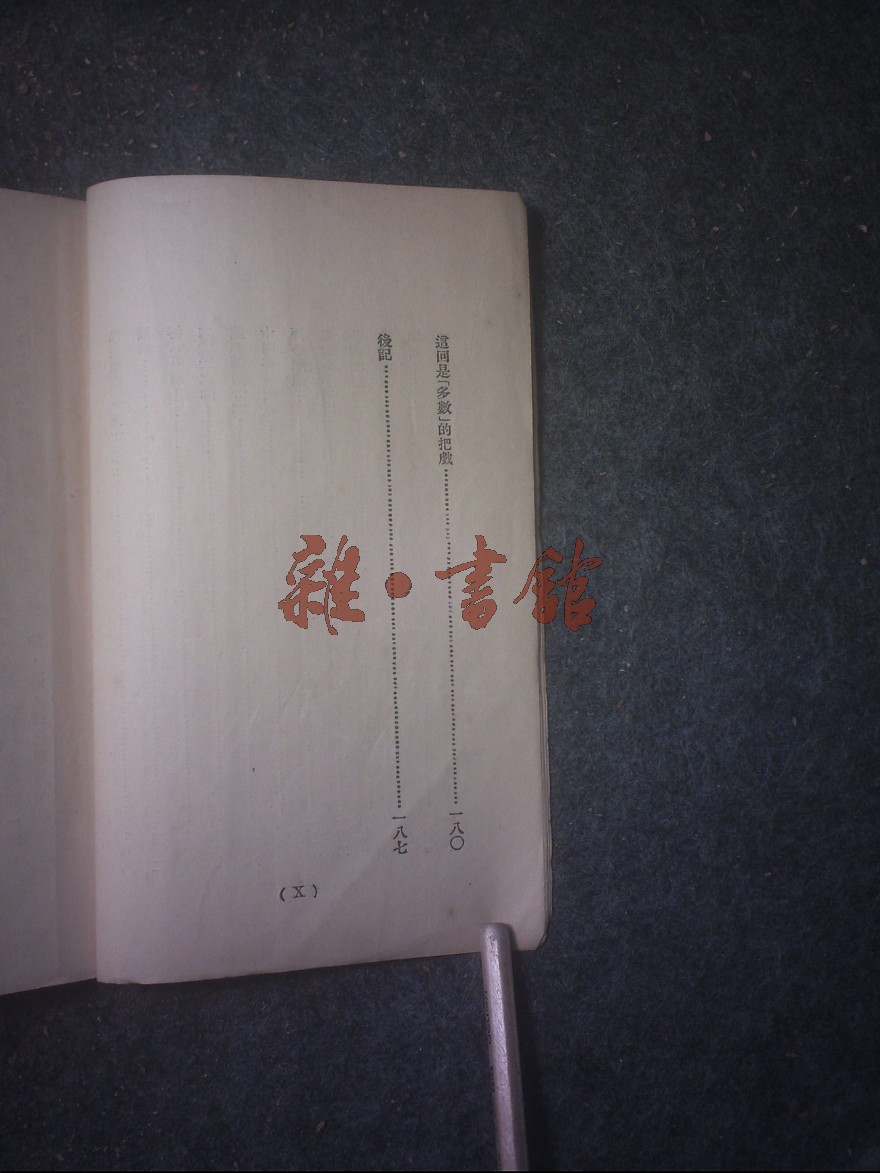 這回是「多數」的把戲……一八〇
後記……一八七
(X)
雜·書館